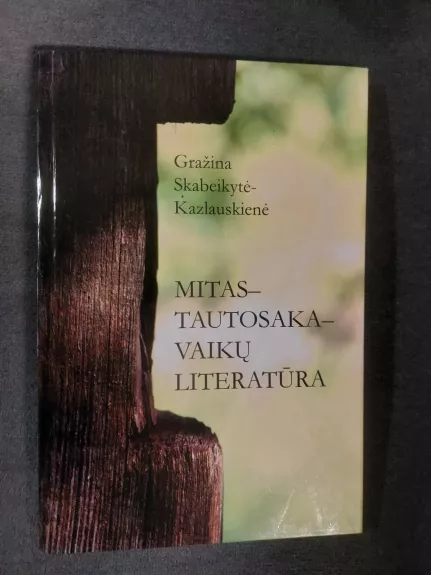 Gražina
Skabeikytė-
Kazlauskienė
MITAS–
TAUTOSAKA–
VAIKŲ
LITERATŪRA